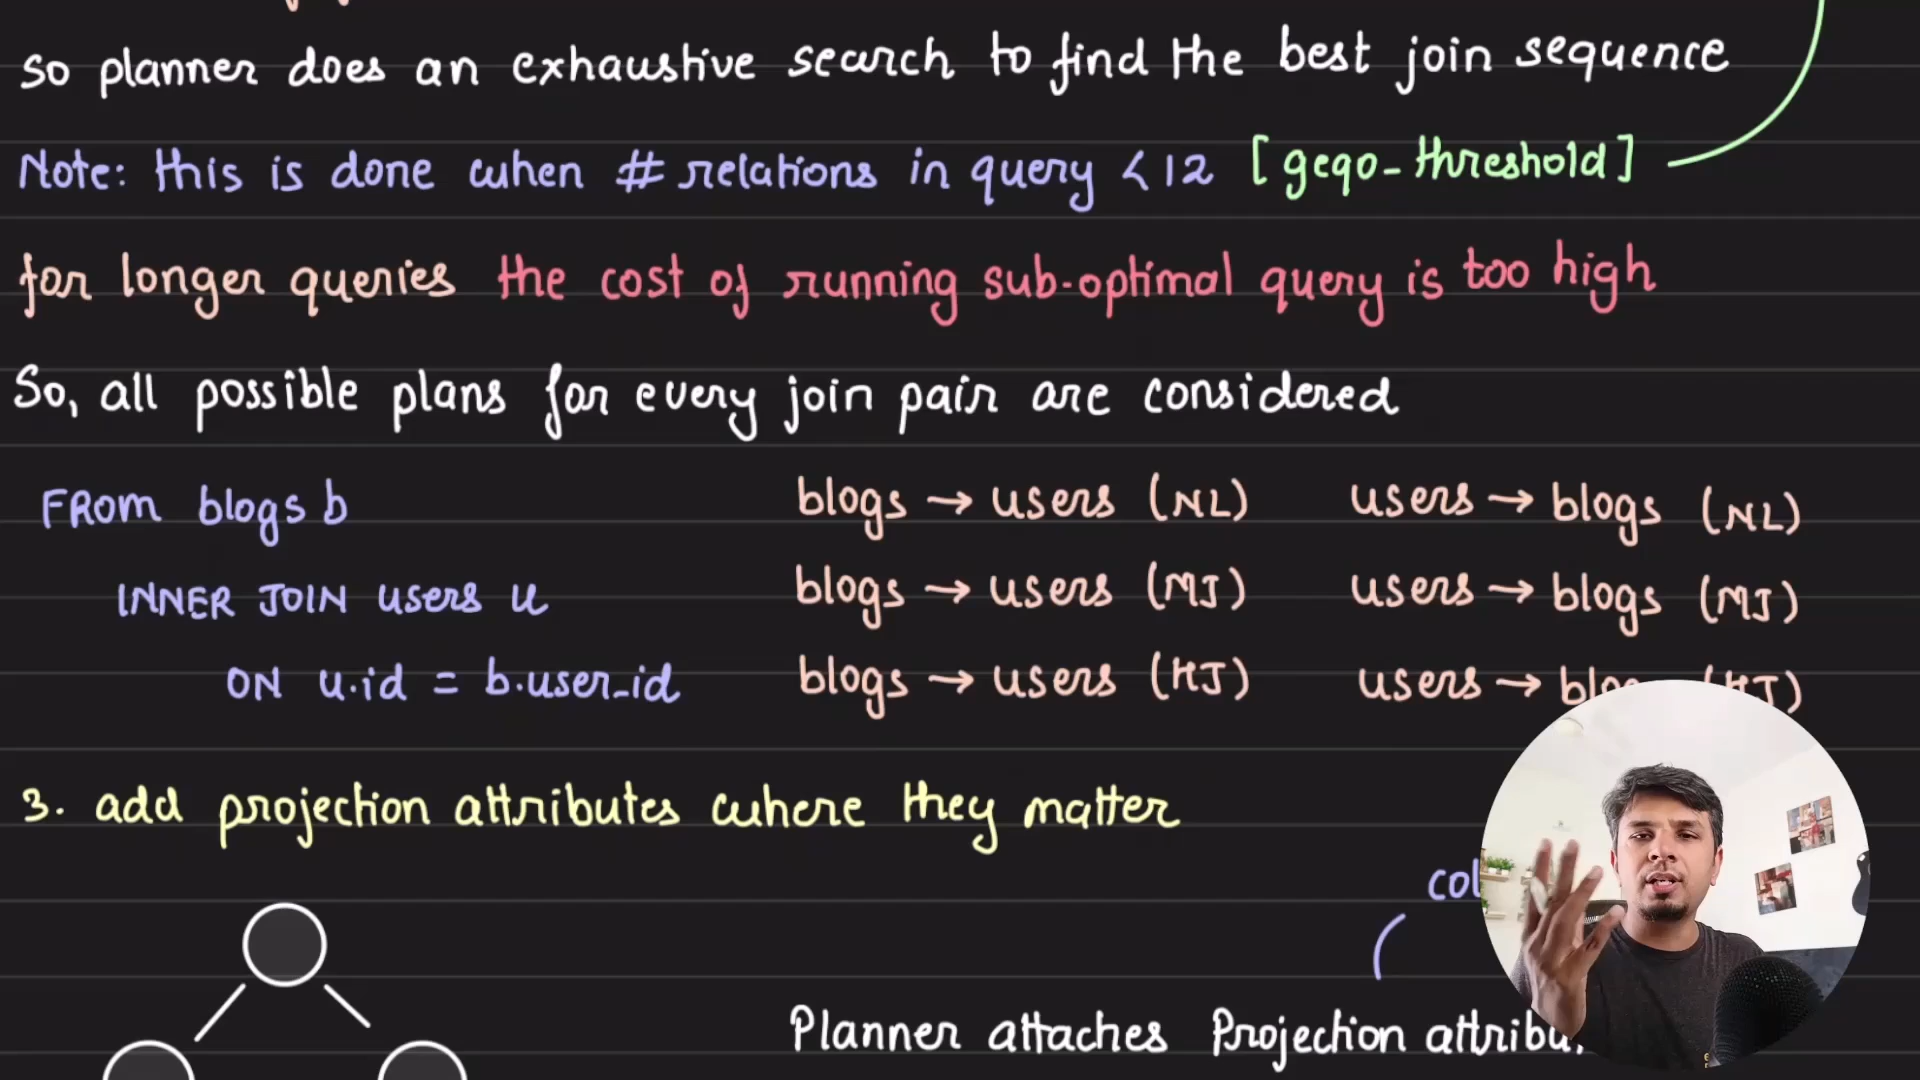 So planner does an exhaustive search to find the best join sequence
Note: this is done when # relations in query < 12 [geqo-threshold]
for longer queries the cost of running sub-optimal query is too high
So, all possible plans for every join pair are considered
FROM blogs b
INNER JOIN users u
ON u.id = b.user_id
blogs → users (NL)
blogs → users (MJ)
blogs → users (HJ)
users → blogs (NL)
users → blogs (MJ)
users →
3. add projection attributes where they matter
Planner attaches Projection